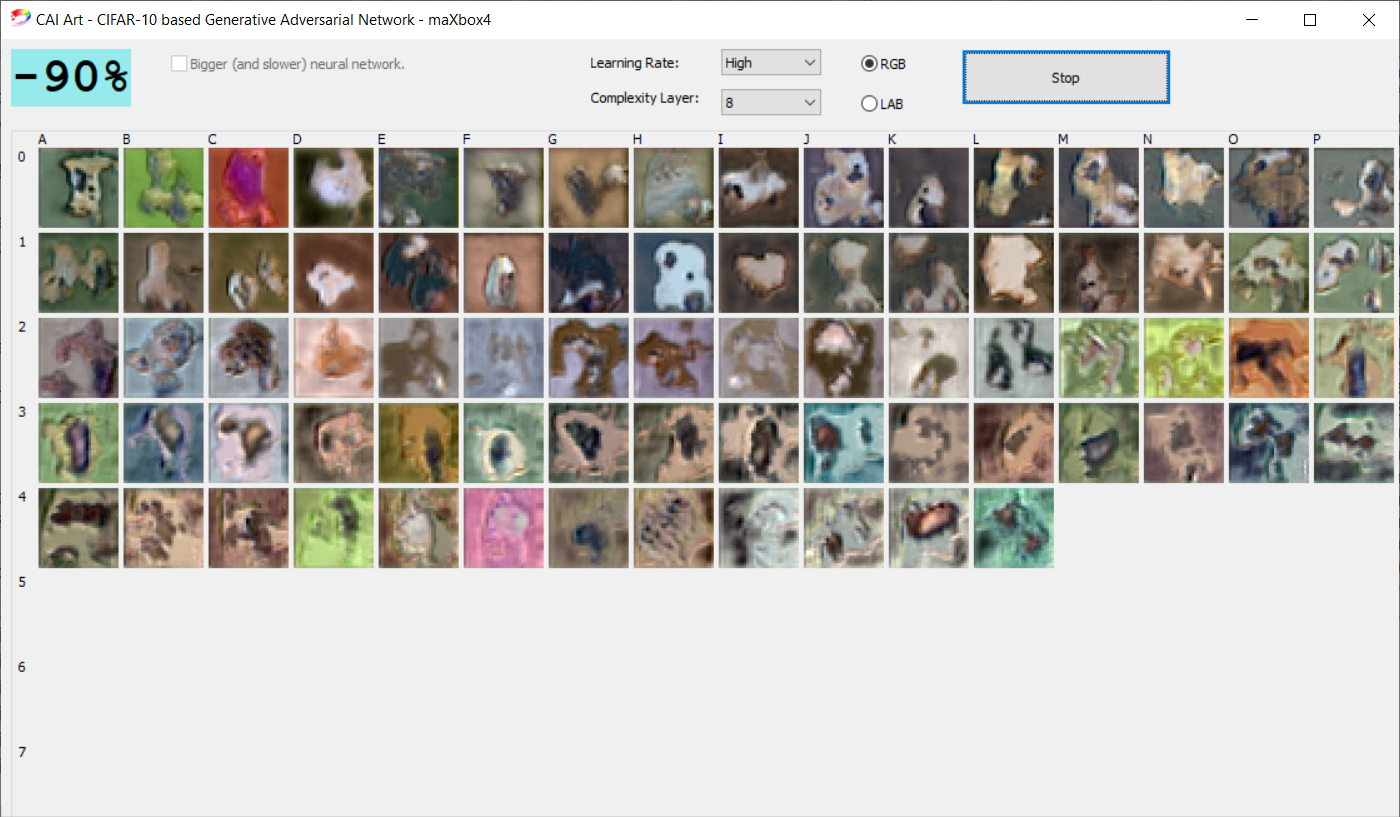 CAI Art - CIFAR-10 based Generative Adversarial Network - maXbox4
-90%
Bigger (and slower) neural network.
Learning Rate: High
RGB
Stop
Complexity Layer: 8
LAB
A B C D E F G H I J K L M N O P
0
1
2
3
4
5
6
7